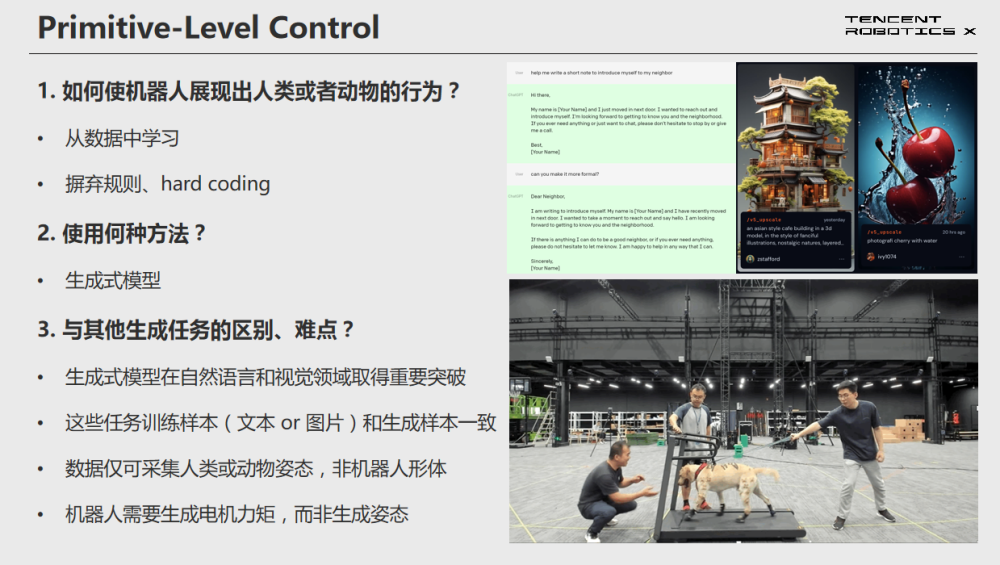 Primitive-Level Control
TENCENT
ROBOTICS X
1. 如何使机器人展现出人类或者动物的行为？
• 从数据中学习
• 摒弃规则、hard coding
2. 使用何种方法？
• 生成式模型
3. 与其他生成任务的区别、难点？
• 生成式模型在自然语言和视觉领域取得重要突破
• 这些任务训练样本（文本 or 图片）和生成样本一致
• 数据仅可采集人类或动物姿态，非机器人形体
• 机器人需要生成电机力矩，而非生成姿态
help me write a short note to introduce myself to my neighbor
Hi there,
My name is [Your Name] and I just moved in next door. I wanted to reach out and
introduce myself. I'm looking forward to getting to know you and the neighborhood.
If you ever need anything or just want to chat, please don't hesitate to stop by or give
me a call.
Best,
[Your Name]
can you make it more formal?
Dear Neighbor,
I am writing to introduce myself. My name is [Your Name] and I have recently moved
in next door. I wanted to take a moment to reach out and say hello. I am looking
forward to getting to know you and the neighborhood.
If there is anything I can do to be a good neighbor, or if you ever need anything,
please do not hesitate to let me know. I am happy to help in any way that I can.
Sincerely,
[Your Name]
/v5_upscale yesterday
an asian style cafe building in a 3d
model, in the style of fanciful
illustrations, nostalgic natures, layered,..
zstafford
/v5_upscale 20 hrs ago
photografi cherry with water
ivy1074